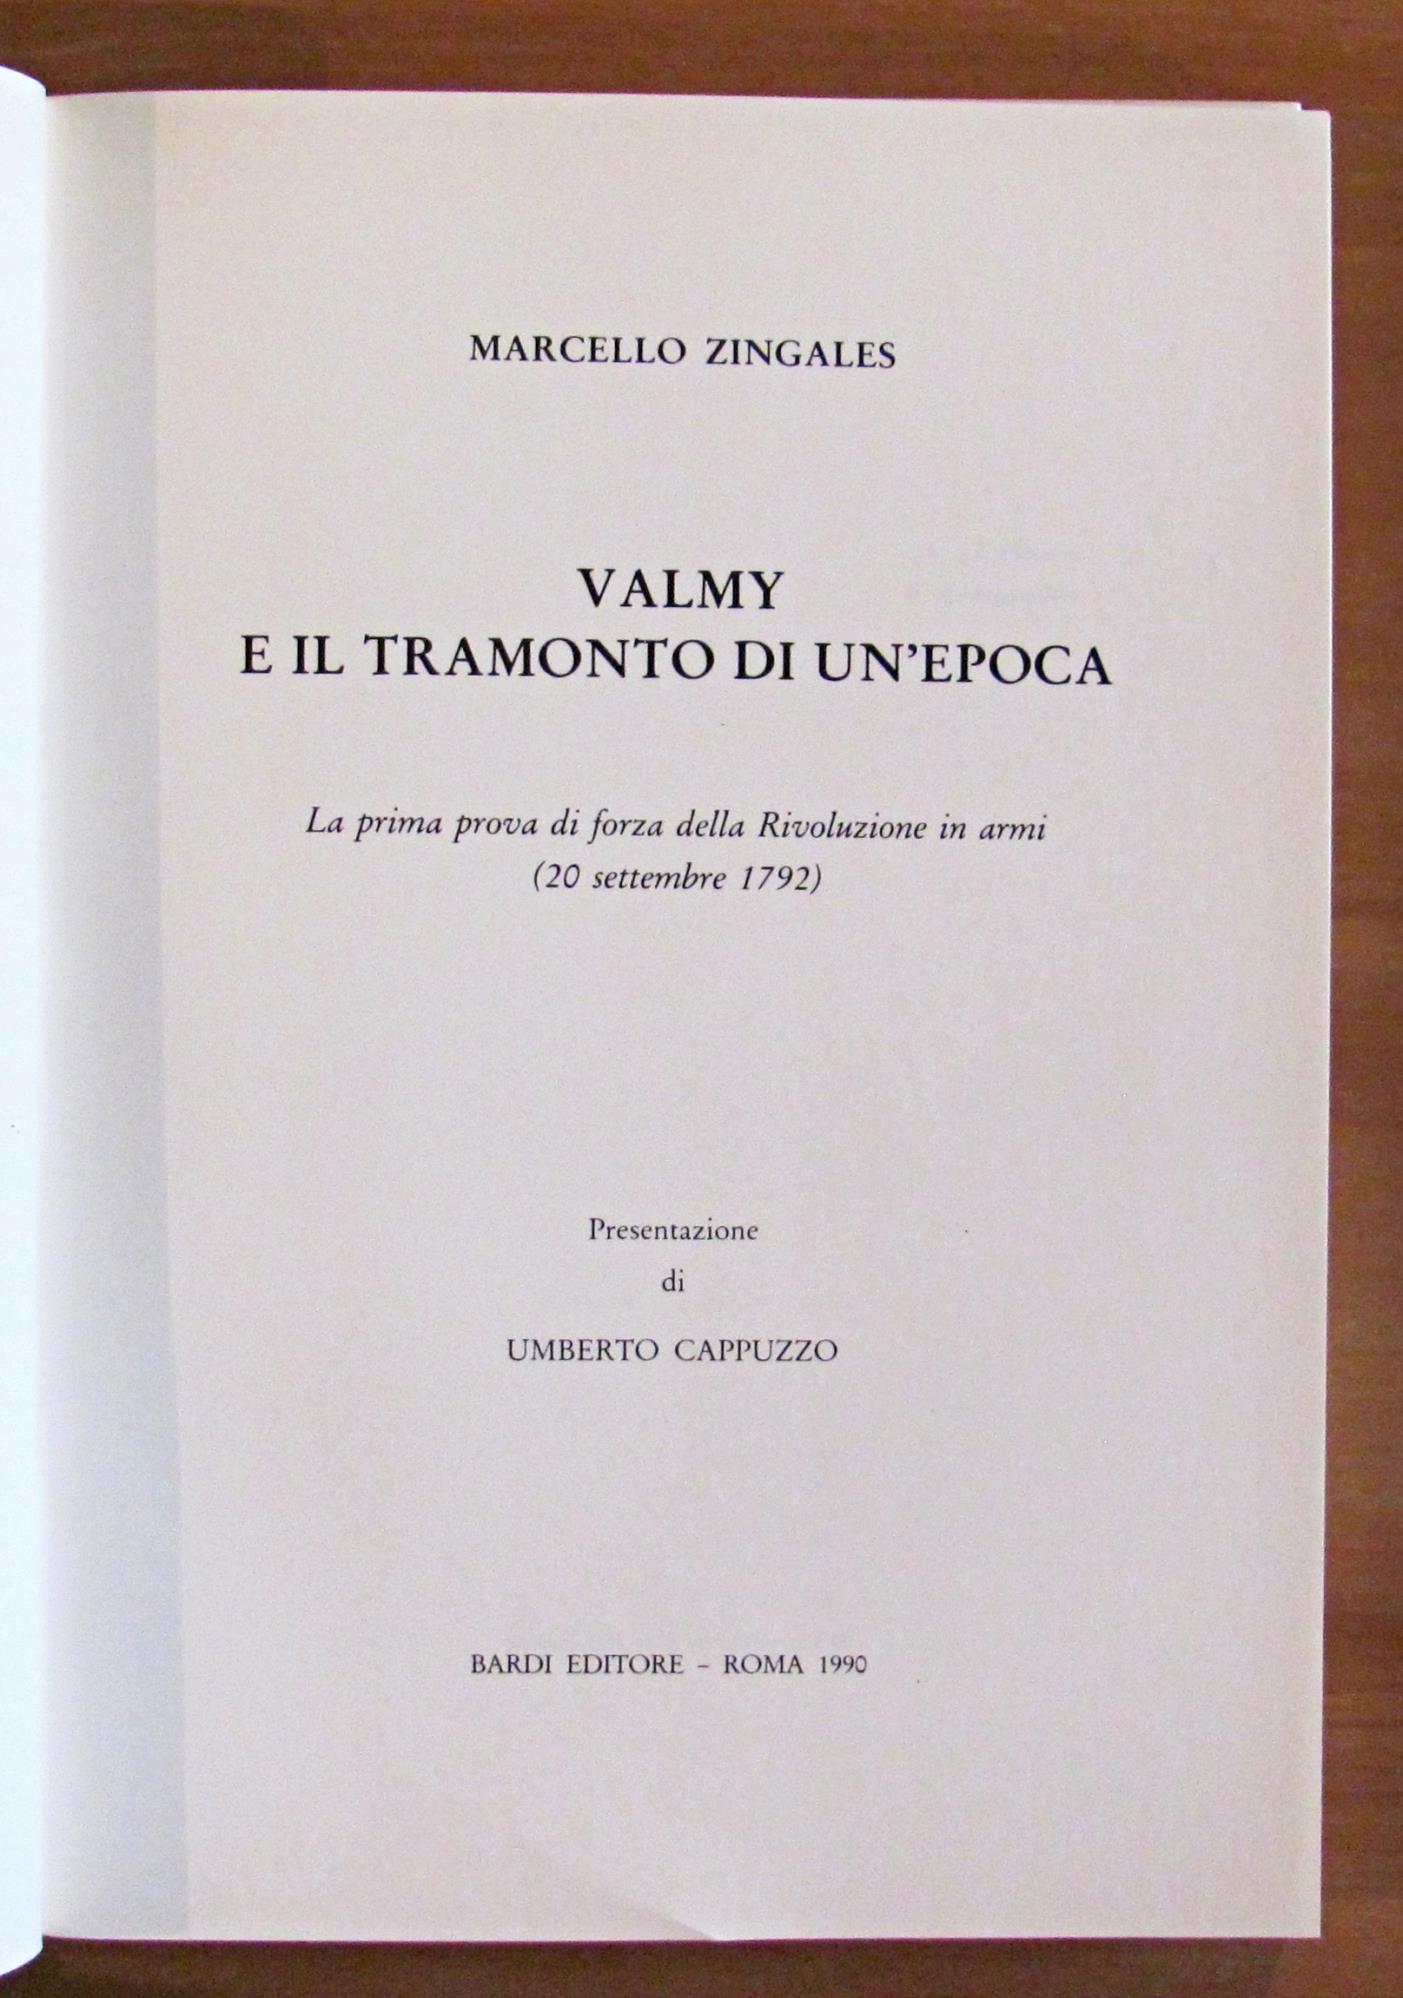 MARCELLO ZINGALES
VALMY
E IL TRAMONTO DI UN’EPOCA
La prima prova di forza della Rivoluzione in armi
(20 settembre 1792)
Presentazione
di
UMBERTO CAPPUZZO
BARDI EDITORE – ROMA 1990